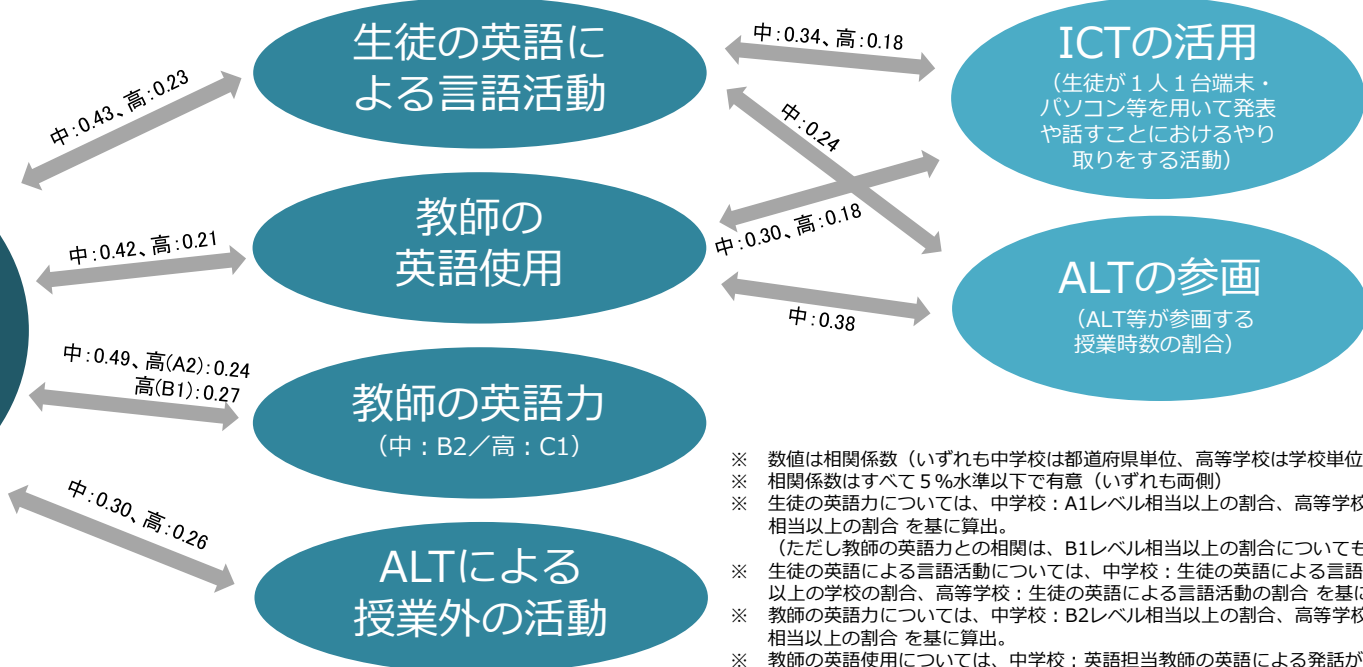 中:0.43、高:0.23
生徒の英語に
よる言語活動
中:0.34、高:0.18
ICTの活用
(生徒が1人1台端末・
パソコン等を用いて発表
や話すことにおけるやり
取りをする活動)
中:0.24
中:0.42、高:0.21
教師の
英語使用
中:0.30、高:0.18
中:0.38
ALTの参画
(ALT等が参画する
授業時数の割合)
中:0.49、高(A2):0.24
高(B1):0.27
教師の英語力
(中:B2/高:C1)
中:0.30、高:0.26
ALTによる
授業外の活動
※ 数値は相関係数(いずれも中学校は都道府県単位、高等学校は学校単位
※ 相関係数はすべて5%水準以下で有意(いずれも両側)
※ 生徒の英語力については、中学校:A1レベル相当以上の割合、高等学校
相当以上の割合 を基に算出。
(ただし教師の英語力との相関は、B1レベル相当以上の割合についても
※ 生徒の英語による言語活動については、中学校:生徒の英語による言語
以上の学校の割合、高等学校:生徒の英語による言語活動の割合 を基に
※ 教師の英語力については、中学校:B2レベル相当以上の割合、高等学校
相当以上の割合 を基に算出。
※ 教師の英語使用については、中学校:英語担当教師の英語による発話が